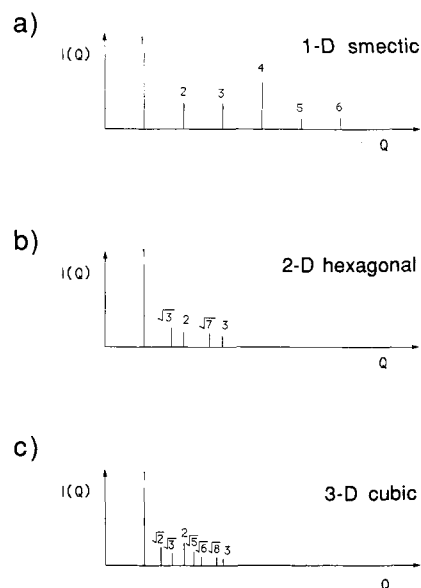 a)
1-D smectic
I(Q)
1
2
3
4
5
6
Q
b)
2-D hexagonal
I(Q)
1
√3
2
√7
3
Q
c)
3-D cubic
I(Q)
1
√2
√3
2
√5
√6
√8
3
Q